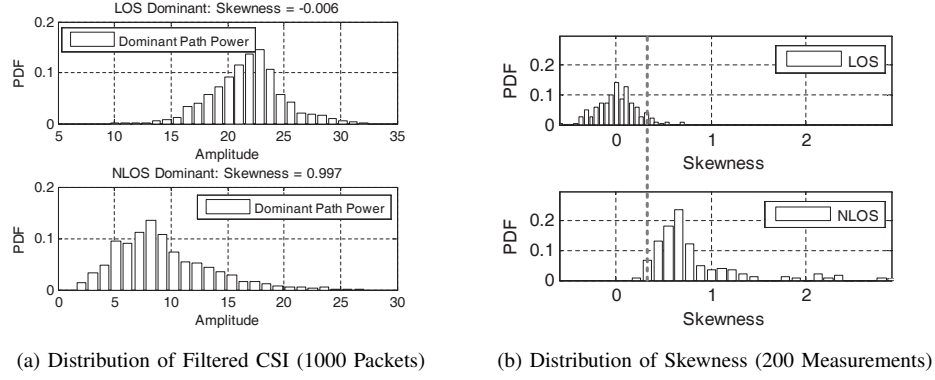 LOS Dominant: Skewness = -0.006
0.2
0.1
0
PDF
Dominant Path Power
5 10 15 20 25 30 35
Amplitude
NLOS Dominant: Skewness = 0.997
0.2
0.1
0
PDF
Dominant Path Power
0 5 10 15 20 25 30
Amplitude
(a) Distribution of Filtered CSI (1000 Packets)
0.2
0.1
0
PDF
LOS
0 1 2
Skewness
0.2
0.1
0
PDF
NLOS
0 1 2
Skewness
(b) Distribution of Skewness (200 Measurements)